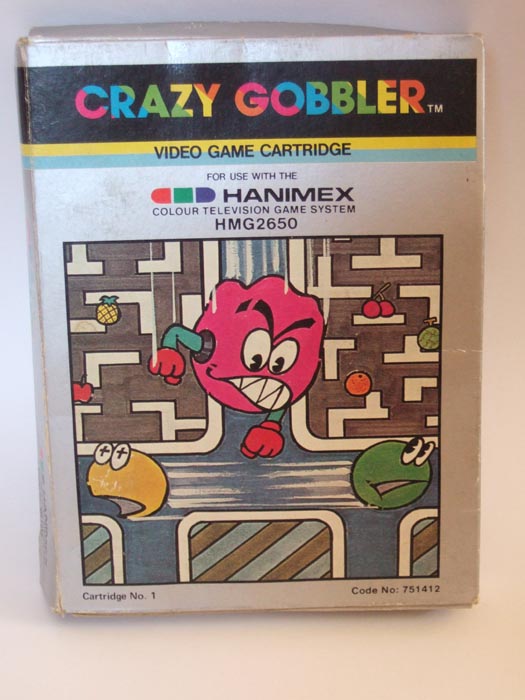 CRAZY GOBBLER™
VIDEO GAME CARTRIDGE
FOR USE WITH THE
HANIMEX
COLOUR TELEVISION GAME SYSTEM
HMG2650
Cartridge No. 1
Code No: 751412